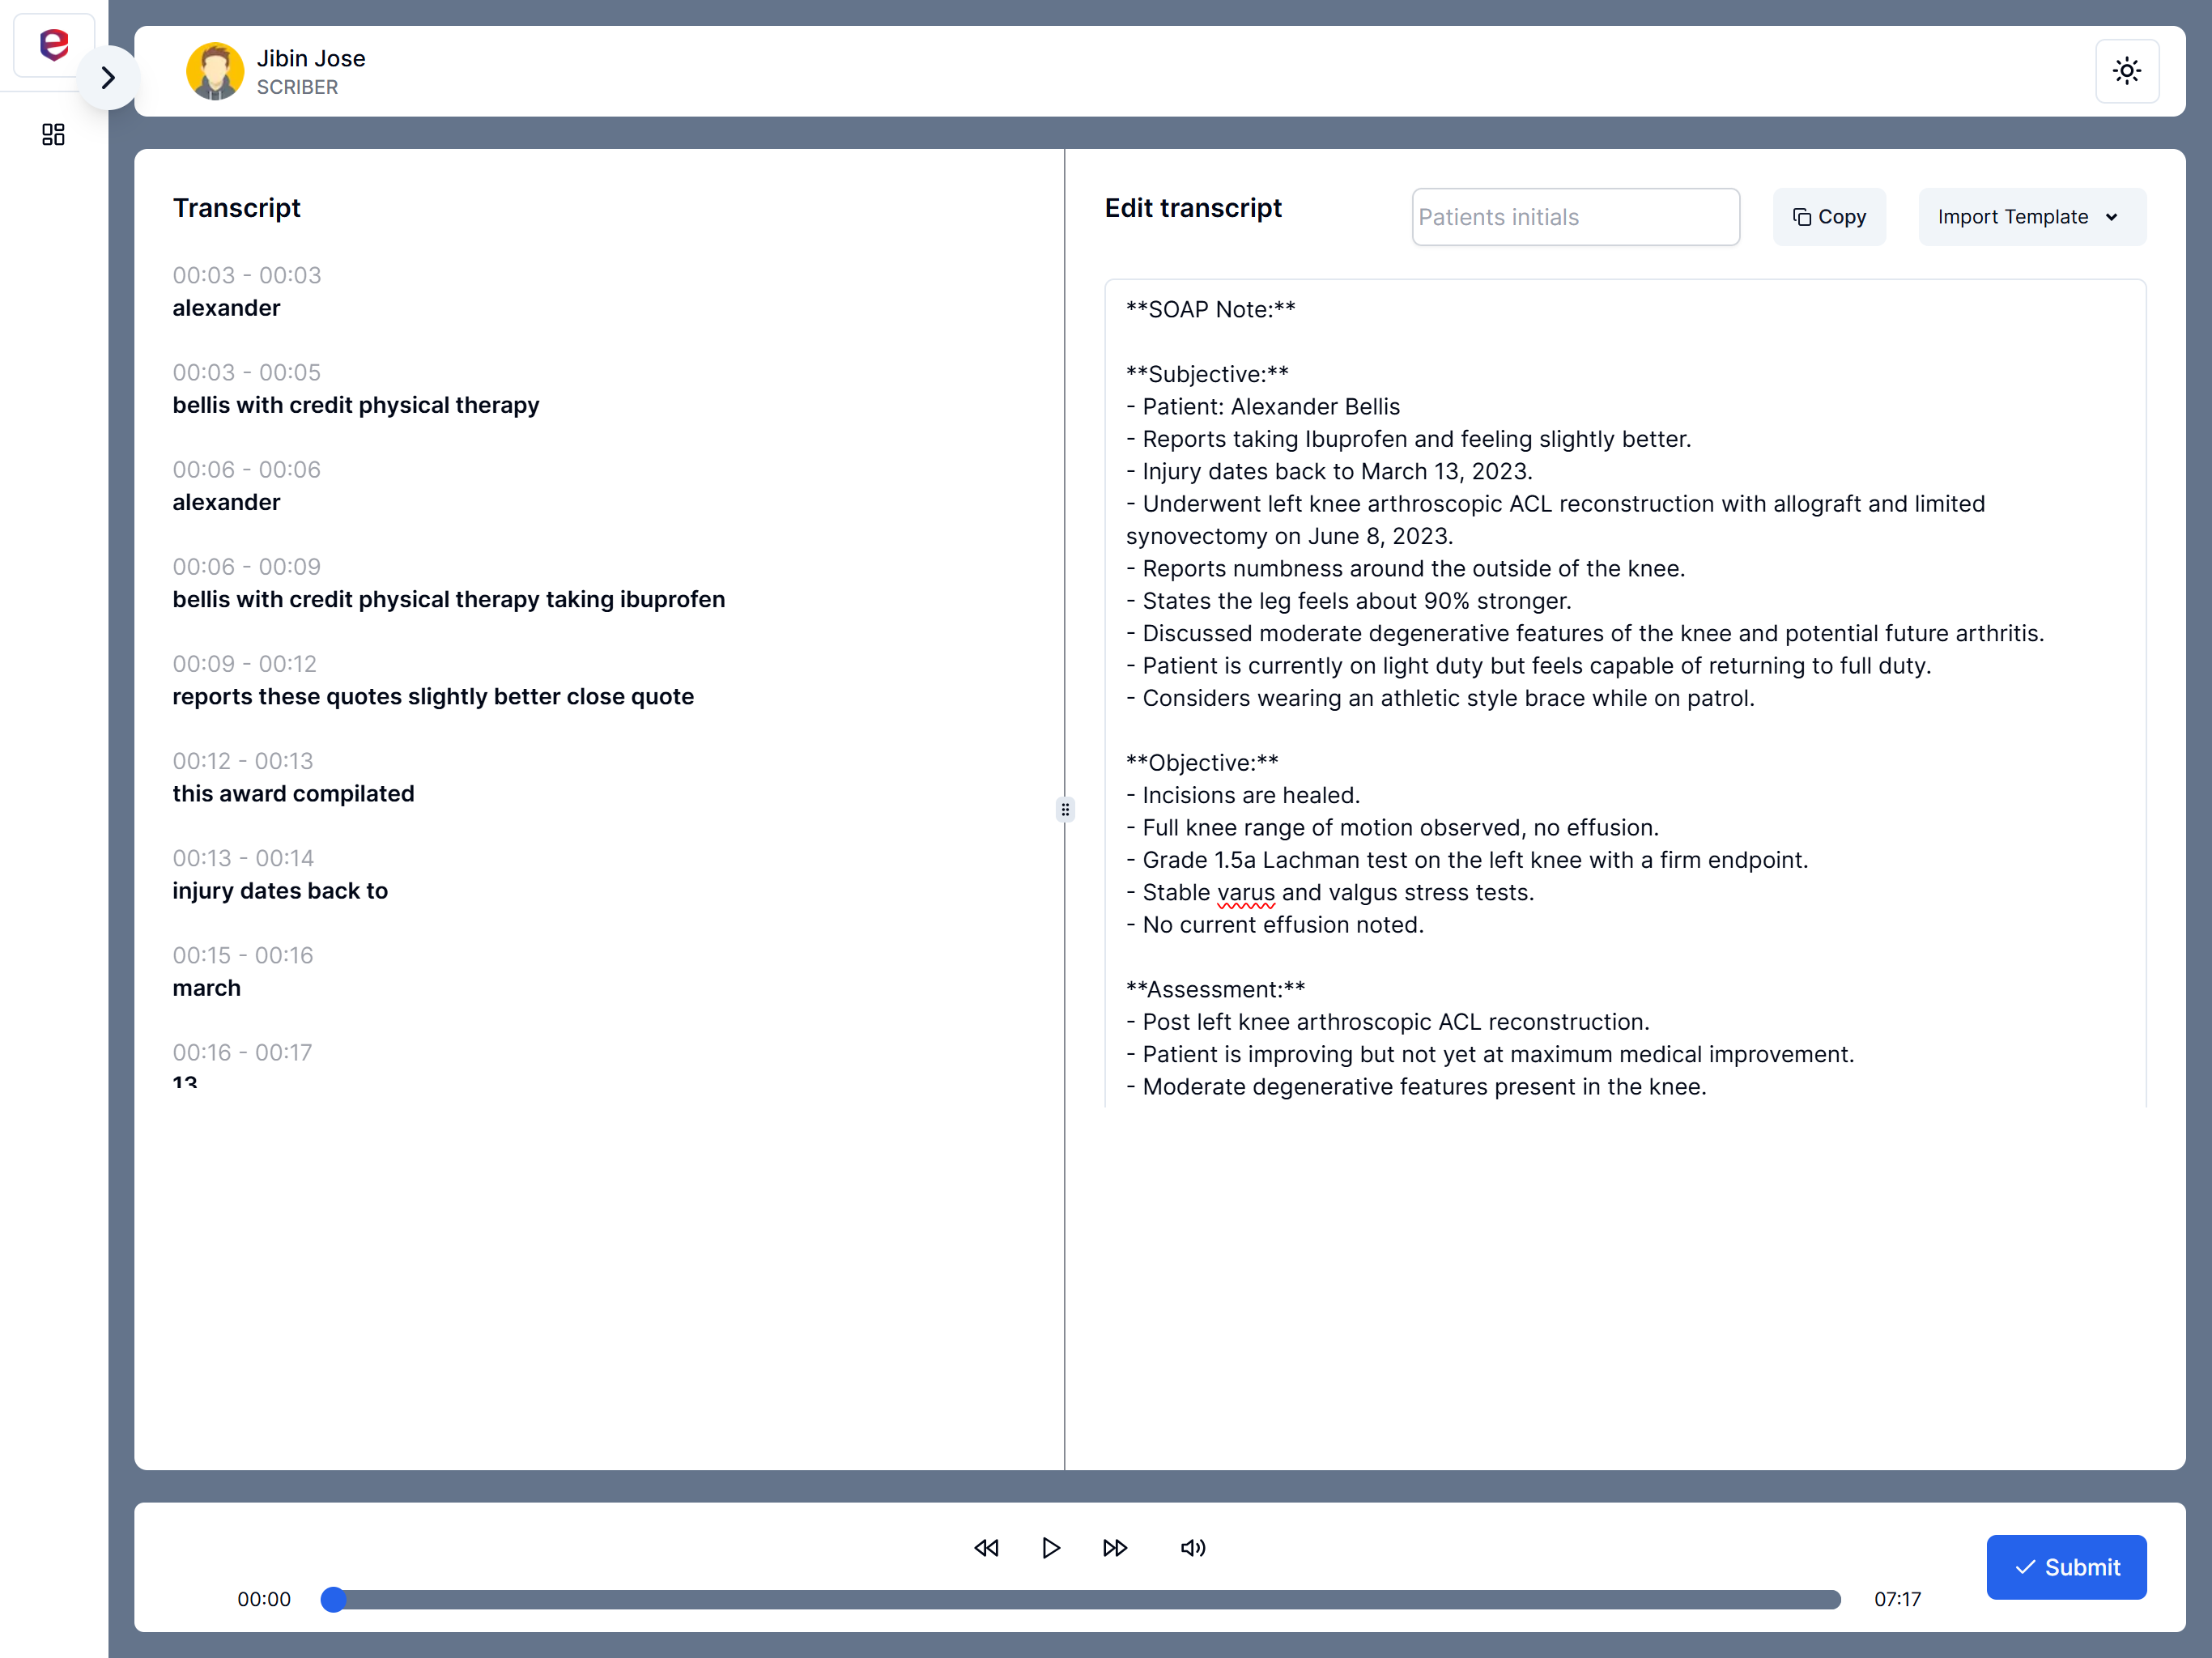 Jibin Jose
SCRIBER
Transcript
00:03 - 00:03
alexander
00:03 - 00:05
bellis with credit physical therapy
00:06 - 00:06
alexander
00:06 - 00:09
bellis with credit physical therapy taking ibuprofen
00:09 - 00:12
reports these quotes slightly better close quote
00:12 - 00:13
this award compilated
00:13 - 00:14
injury dates back to
00:15 - 00:16
march
00:16 - 00:17
13
Edit transcript
Patients initials
Copy
Import Template
**SOAP Note:**
**Subjective:**
- Patient: Alexander Bellis
- Reports taking Ibuprofen and feeling slightly better.
- Injury dates back to March 13, 2023.
- Underwent left knee arthroscopic ACL reconstruction with allograft and limited
synovectomy on June 8, 2023.
- Reports numbness around the outside of the knee.
- States the leg feels about 90% stronger.
- Discussed moderate degenerative features of the knee and potential future arthritis.
- Patient is currently on light duty but feels capable of returning to full duty.
- Considers wearing an athletic style brace while on patrol.
**Objective:**
- Incisions are healed.
- Full knee range of motion observed, no effusion.
- Grade 1.5a Lachman test on the left knee with a firm endpoint.
- Stable varus and valgus stress tests.
- No current effusion noted.
**Assessment:**
- Post left knee arthroscopic ACL reconstruction.
- Patient is improving but not yet at maximum medical improvement.
- Moderate degenerative features present in the knee.
00:00
07:17
Submit